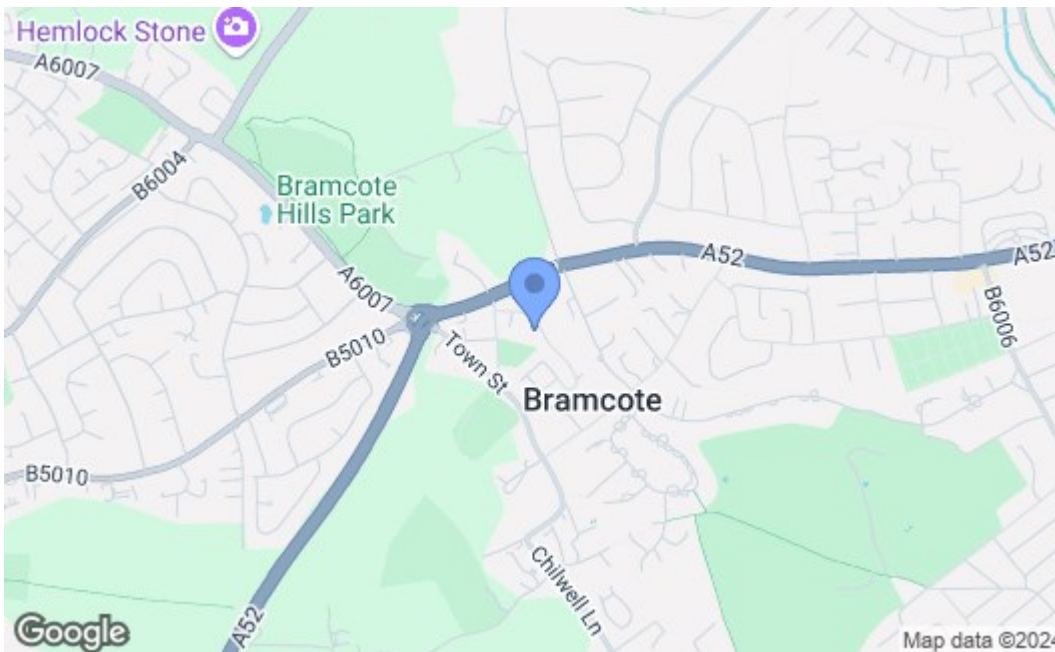 Hemlock Stone
A6007
B6004
Bramcote
Hills Park
A6007
A52
A52
B5010
Town St
B6006
Bramcote
B5010
Chilwell Ln
A52
Google
Map data ©2024